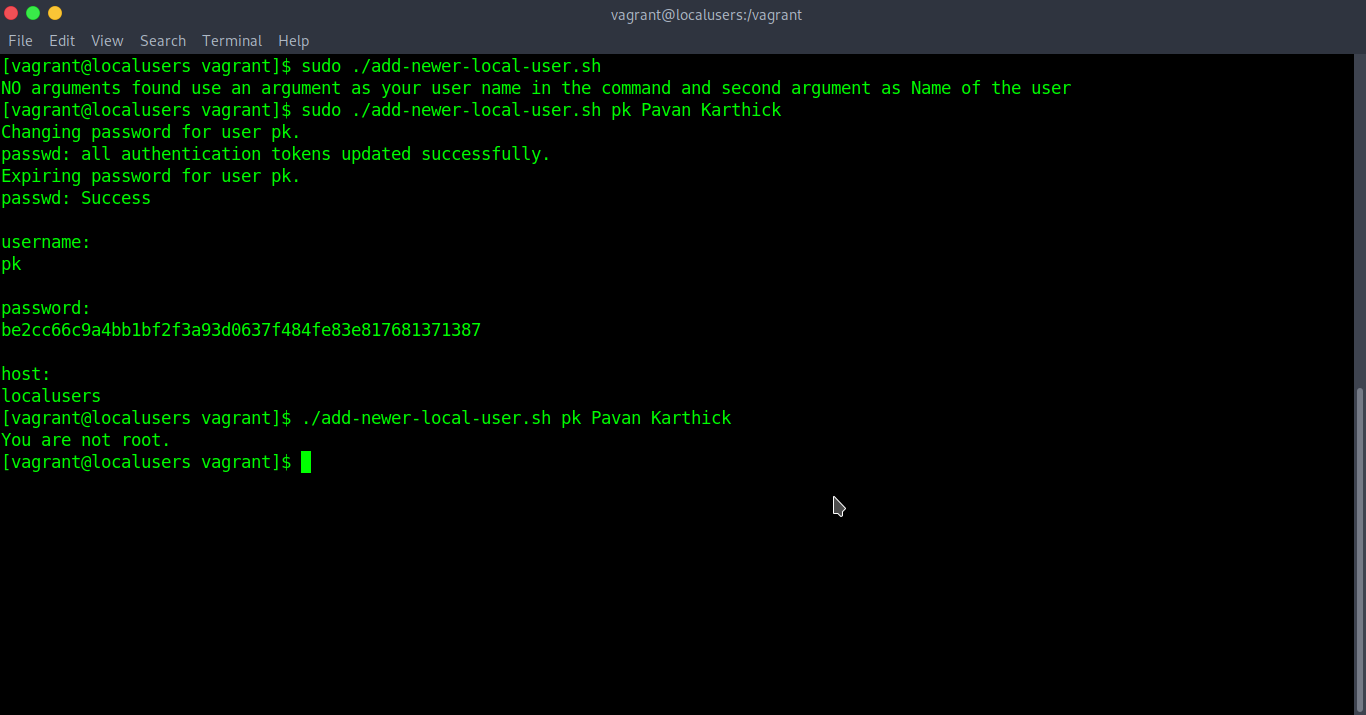 vagrant@localusers:/vagrant
File Edit View Search Terminal Help
[vagrant@localusers vagrant]$ sudo ./add-newer-local-user.sh
NO arguments found use an argument as your user name in the command and second argument as Name of the user
[vagrant@localusers vagrant]$ sudo ./add-newer-local-user.sh pk Pavan Karthick
Changing password for user pk.
passwd: all authentication tokens updated successfully.
Expiring password for user pk.
passwd: Success
username:
pk
password:
be2cc66c9a4bb1bf2f3a93d0637f484fe83e817681371387
host:
localusers
[vagrant@localusers vagrant]$ ./add-newer-local-user.sh pk Pavan Karthick
You are not root.
[vagrant@localusers vagrant]$